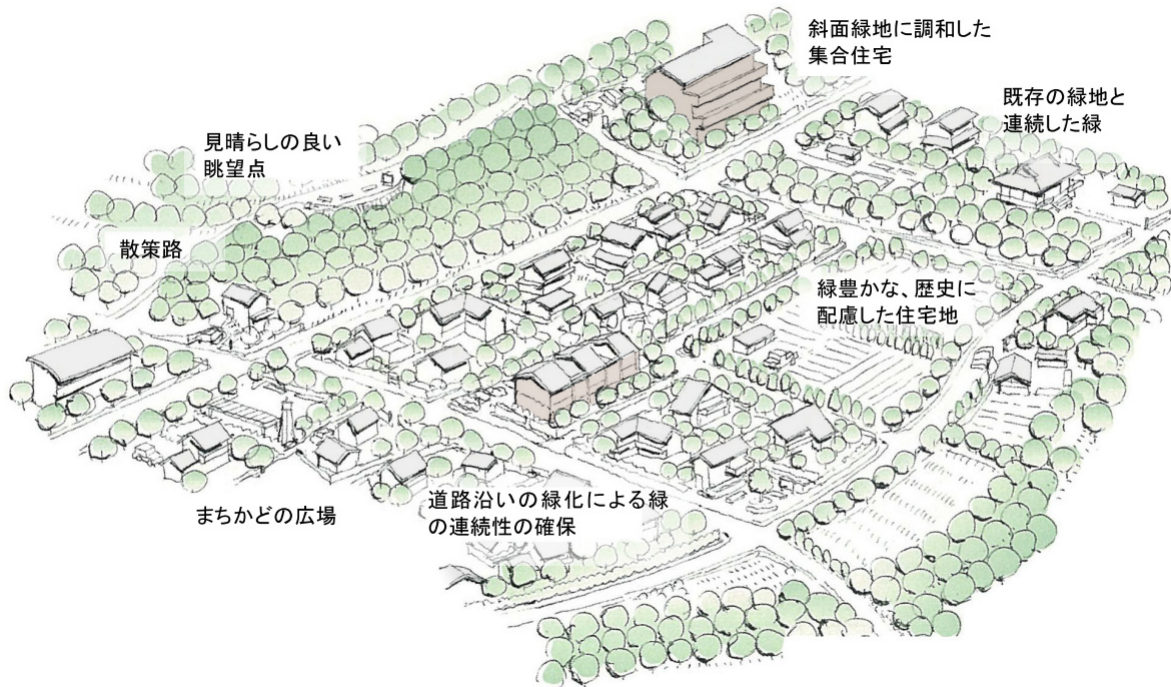 斜面緑地に調和した
集合住宅
既存の緑地と
連続した緑
見晴らしの良い
眺望点
散策路
緑豊かな、歴史に
配慮した住宅地
道路沿いの緑化による緑
の連続性の確保
まちかどの広場